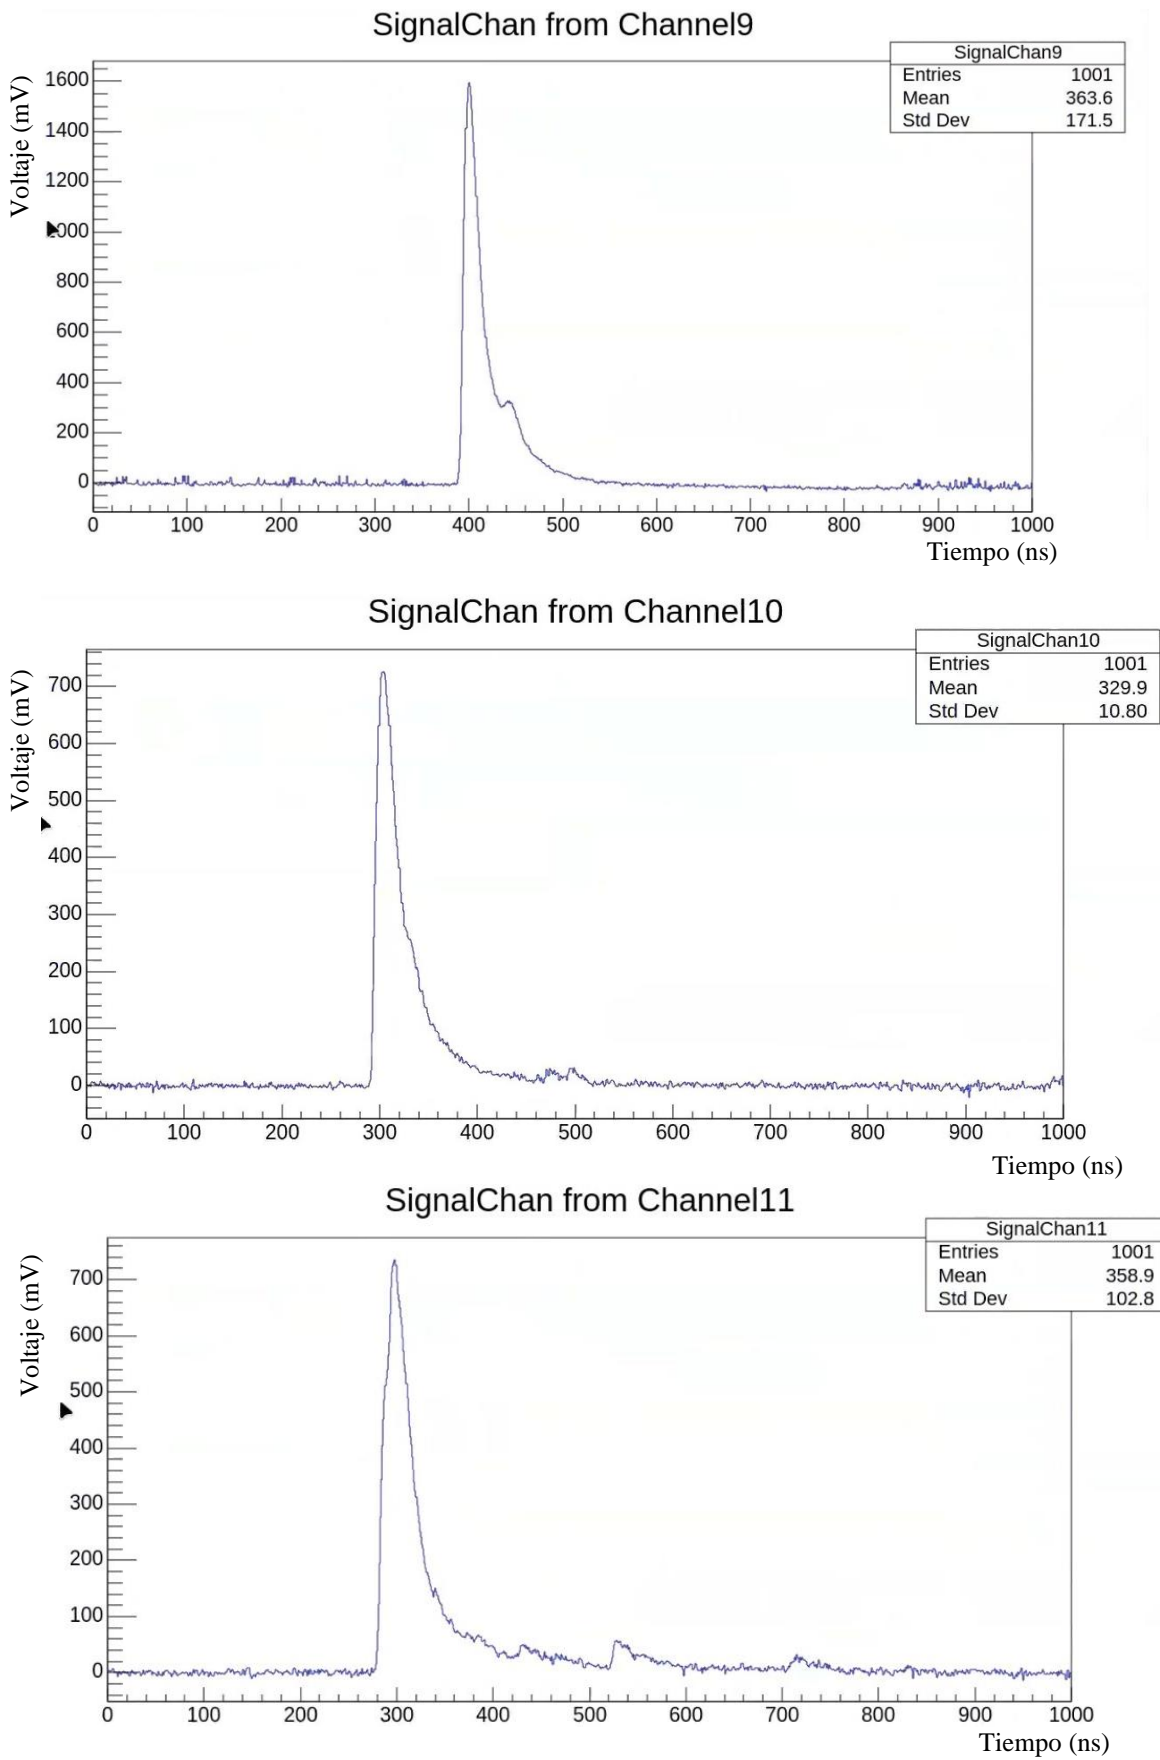 SignalChan from Channel9
SignalChan9
Entries 1001
Mean 363.6
Std Dev 171.5
Voltaje (mV)
1600
1400
1200
800
600
400
200
0
0 100 200 300 400 500 600 700 800 900 1000
Tiempo (ns)
SignalChan from Channel10
SignalChan10
Entries 1001
Mean 329.9
Std Dev 10.80
Voltaje (mV)
700
600
500
400
300
200
100
0
0 100 200 300 400 500 600 700 800 900 1000
Tiempo (ns)
SignalChan from Channel11
SignalChan11
Entries 1001
Mean 358.9
Std Dev 102.8
Voltaje (mV)
700
600
500
400
300
200
100
0
0 100 200 300 400 500 600 700 800 900 1000
Tiempo (ns)